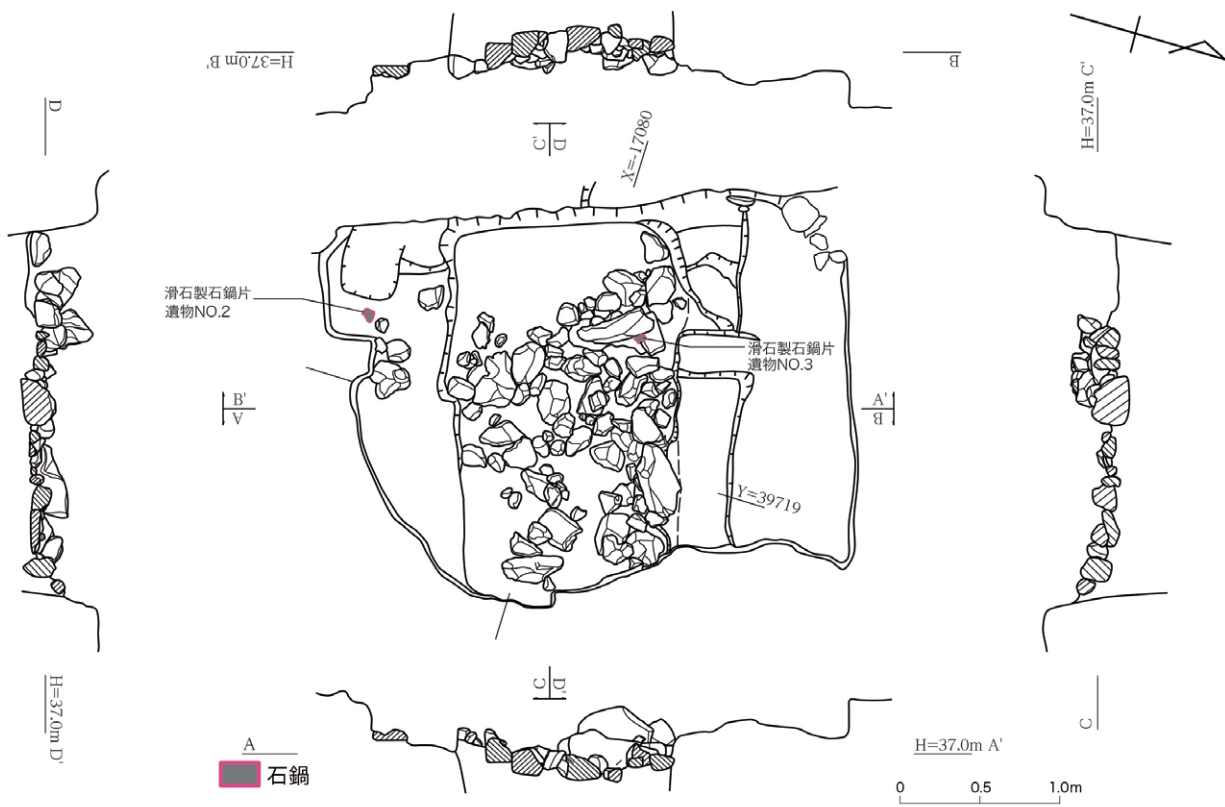 H=37.0m B'
B
D
C'
D
H=37.0m C'
X=-17080
滑石製石鍋片
遺物NO.2
滑石製石鍋片
遺物NO.3
B'
A
A'
B
Y=39719
C
D'
H=37.0m D'
C
A
H=37.0m A'
石鍋
0 0.5 1.0m